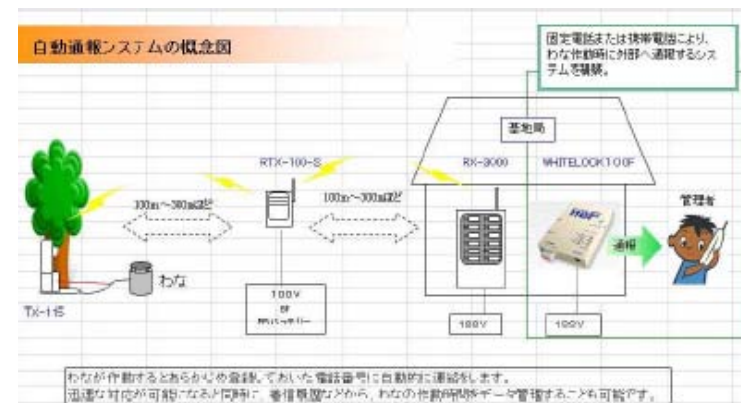 自動通報システムの概念図
固定電話または携帯電話により、
わな作動時に外部へ通報するシス
テムを構築。
基地局
RTX-100-S
RX-3000
WHITELOCK100F
100m～300mほど
100m～300mほど
管理者
通報
わな
TX-115
100V
or
100V
100V
わなが作動するとあらかじめ登録しておいた電話番号に自動的に連絡をします。
迅速な対応が可能になると同時に、着信履歴などから、わなの作動時間をデータ管理することも可能です。